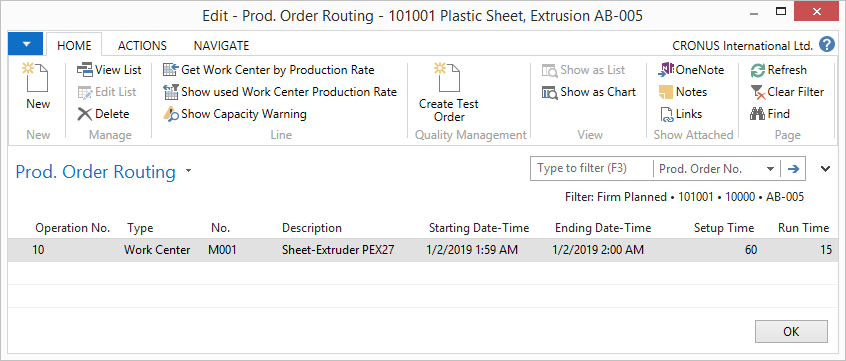 Edit - Prod. Order Routing - 101001 Plastic Sheet, Extrusion AB-005
HOME ACTIONS NAVIGATE CRONUS International Ltd.
New
View List
Edit List
Delete
Get Work Center by Production Rate
Show used Work Center Production Rate
Show Capacity Warning
Create Test
Order
Show as List
Show as Chart
OneNote
Notes
Links
Refresh
Clear Filter
Find
New Manage Line Quality Management View Show Attached Page
Prod. Order Routing Type to filter (F3) Prod. Order No.
Filter: Firm Planned • 101001 • 10000 • AB-005
Operation No. Type No. Description Starting Date-Time Ending Date-Time Setup Time Run Time
10 Work Center M001 Sheet-Extruder PEX27 1/2/2019 1:59 AM 1/2/2019 2:00 AM 60 15
OK